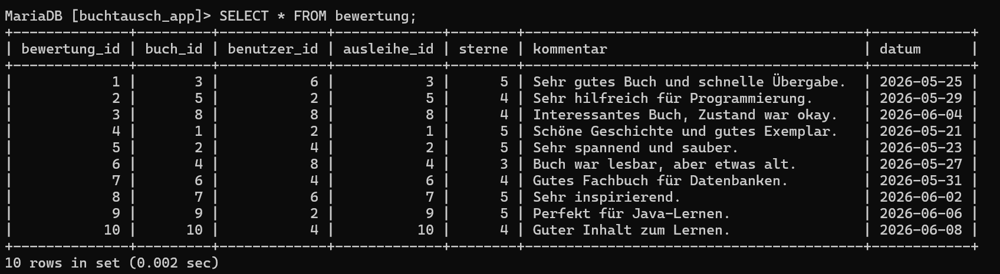 MariaDB [buchtausch_app]> SELECT * FROM bewertung;
+--------------+---------+-------------+-------------+--------+-----------------------------------------+------------+
| bewertung_id | buch_id | benutzer_id | ausleihe_id | sterne | kommentar                               | datum      |
+--------------+---------+-------------+-------------+--------+-----------------------------------------+------------+
|            1 |       3 |           6 |           3 |      5 | Sehr gutes Buch und schnelle Übergabe.  | 2026-05-25 |
|            2 |       5 |           2 |           5 |      4 | Sehr hilfreich für Programmierung.      | 2026-05-29 |
|            3 |       8 |           8 |           8 |      4 | Interessantes Buch, Zustand war okay.   | 2026-06-04 |
|            4 |       1 |           2 |           1 |      5 | Schöne Geschichte und gutes Exemplar.   | 2026-05-21 |
|            5 |       2 |           4 |           2 |      5 | Sehr spannend und sauber.               | 2026-05-23 |
|            6 |       4 |           8 |           4 |      3 | Buch war lesbar, aber etwas alt.        | 2026-05-27 |
|            7 |       6 |           4 |           6 |      4 | Gutes Fachbuch für Datenbanken.         | 2026-05-31 |
|            8 |       7 |           6 |           7 |      5 | Sehr inspirierend.                      | 2026-06-02 |
|            9 |       9 |           2 |           9 |      5 | Perfekt für Java-Lernen.                | 2026-06-06 |
|           10 |      10 |           4 |          10 |      4 | Guter Inhalt zum Lernen.                | 2026-06-08 |
+--------------+---------+-------------+-------------+--------+-----------------------------------------+------------+
10 rows in set (0.002 sec)